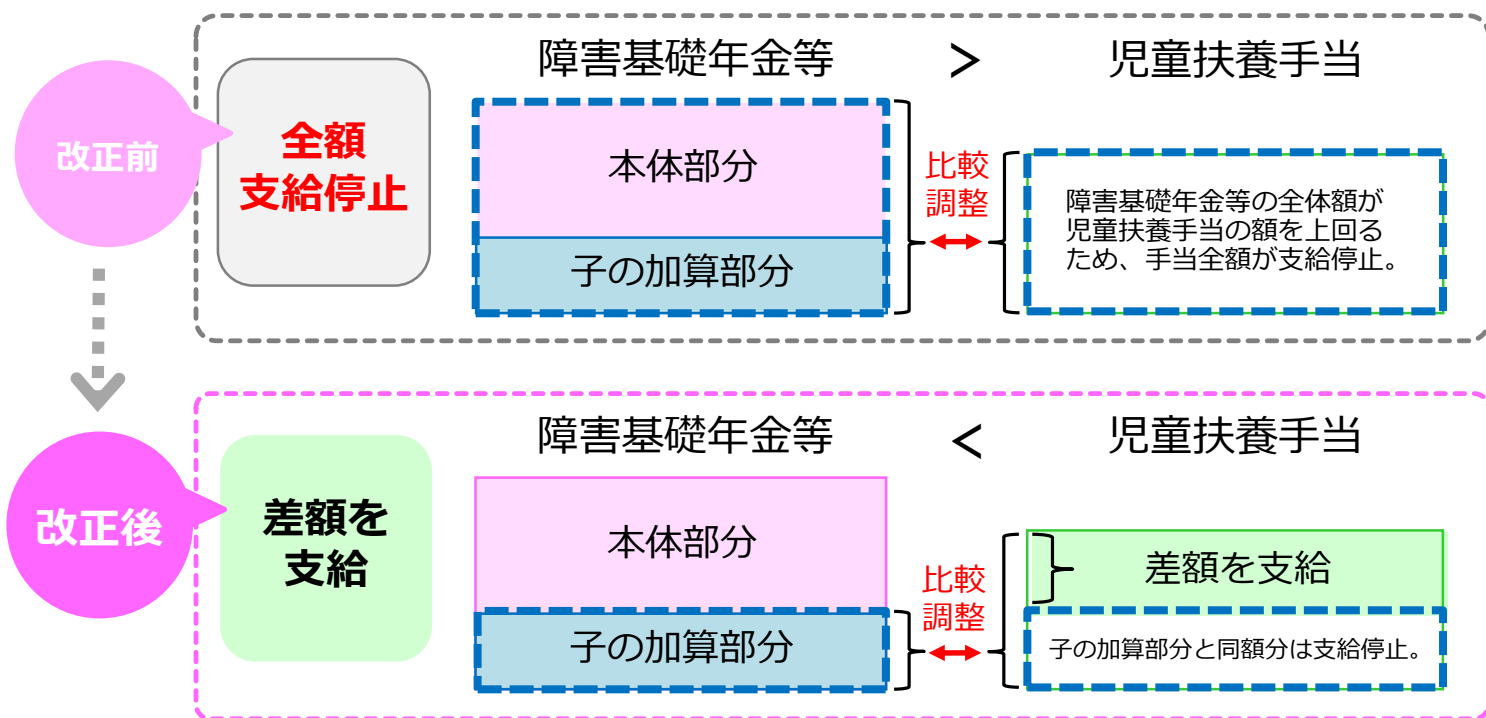 障害基礎年金等 > 児童扶養手当
改正前
全額
支給停止
本体部分
子の加算部分
比較
調整
障害基礎年金等の全体額が
児童扶養手当の額を上回る
ため、手当全額が支給停止。
障害基礎年金等 < 児童扶養手当
改正後
差額を
支給
本体部分
子の加算部分
比較
調整
差額を支給
子の加算部分と同額分は支給停止。